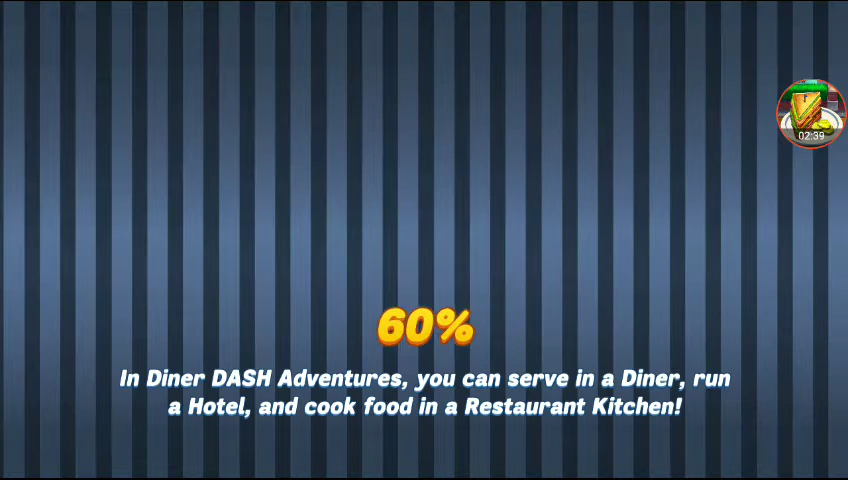 02:39
60%
In Diner DASH Adventures, you can serve in a Diner, run
a Hotel, and cook food in a Restaurant Kitchen!